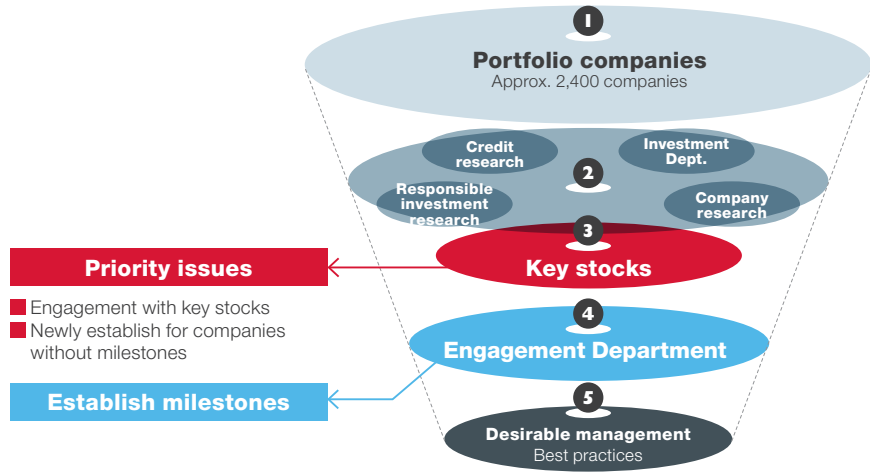 1
Portfolio companies
Approx. 2,400 companies
Credit
research
Investment
Dept.
2
Responsible
investment
research
Company
research
3
Key stocks
Priority issues
Engagement with key stocks
Newly establish for companies
without milestones
4
Engagement Department
Establish milestones
5
Desirable management
Best practices